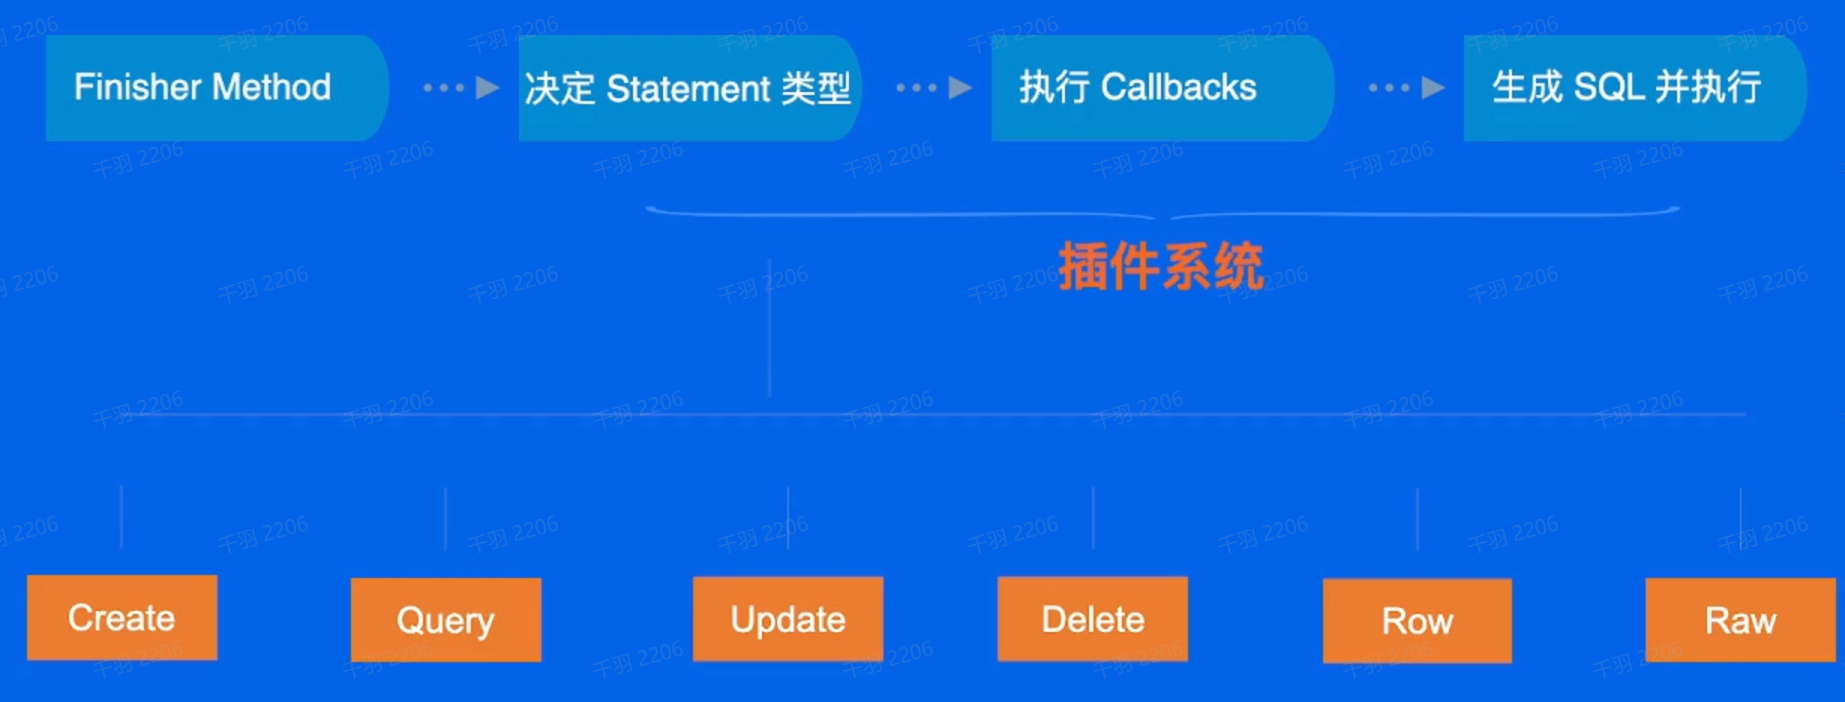 Finisher Method
决定 Statement 类型
执行 Callbacks
生成 SQL 并执行
插件系统
Create
Query
Update
Delete
Row
Raw
千羽 2206